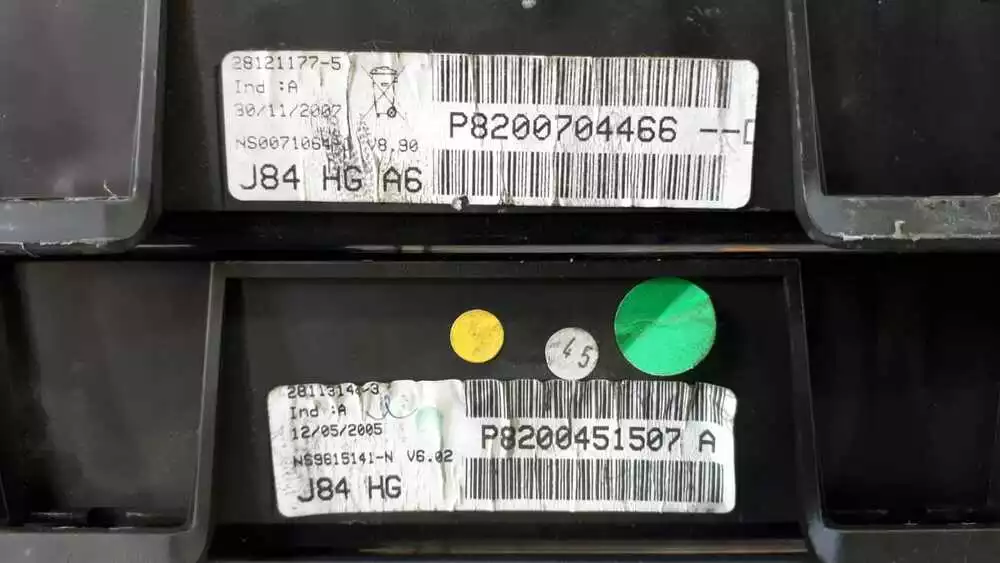 28121177-5
Ind :A
30/11/2007
V8.90
J84 HG A6
P8200704466 --
45
Ind :A
12/05/2005
NS9615141-N V6.02
J84 HG
P8200451507 A